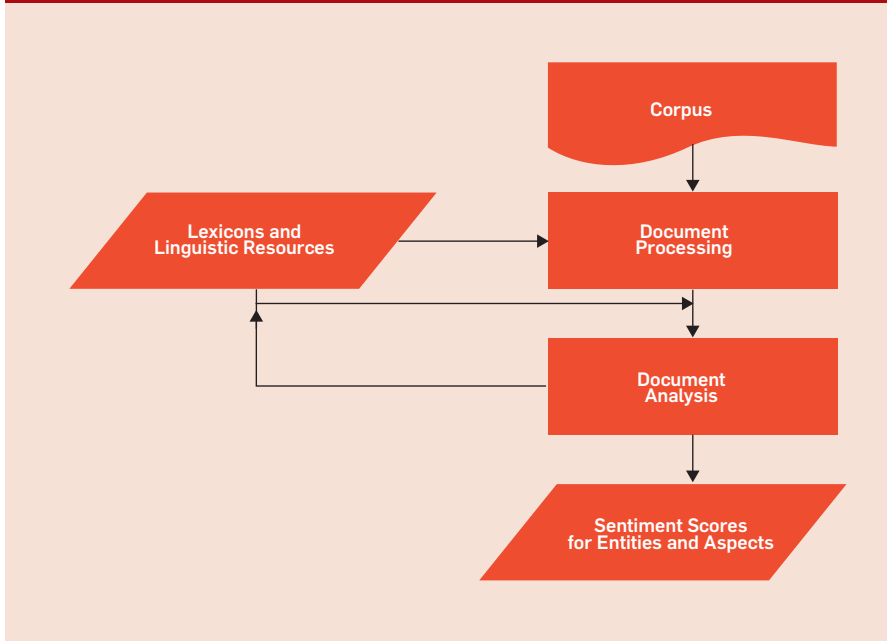 Corpus
Lexicons and
Linguistic Resources
Document
Processing
Document
Analysis
Sentiment Scores
for Entities and Aspects